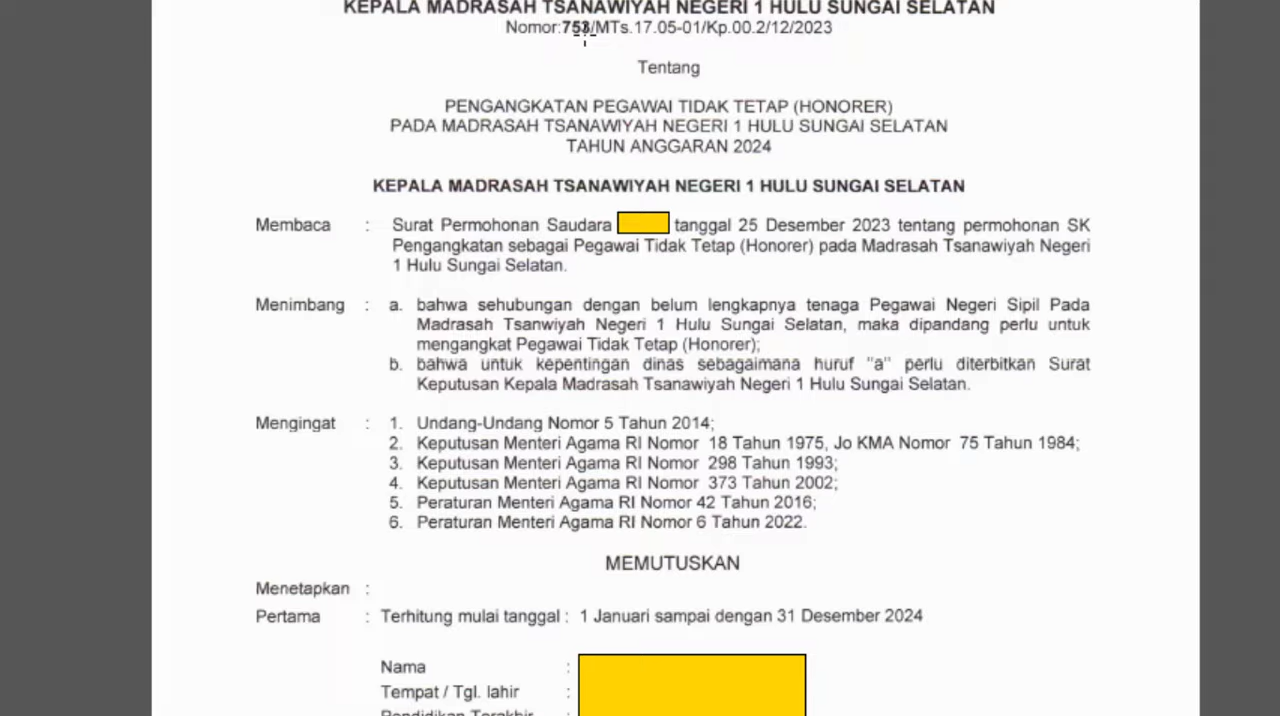 KEPALA MADRASAH TSANAWIYAH NEGERI 1 HULU SUNGAI SELATAN
Nomor:753/MTs.17.05-01/Kp.00.2/12/2023
Tentang
PENGANGKATAN PEGAWAI TIDAK TETAP (HONORER)
PADA MADRASAH TSANAWIYAH NEGERI 1 HULU SUNGAI SELATAN
TAHUN ANGGARAN 2024
KEPALA MADRASAH TSANAWIYAH NEGERI 1 HULU SUNGAI SELATAN
Membaca : Surat Permohonan Saudara tanggal 25 Desember 2023 tentang permohonan SK
Pengangkatan sebagai Pegawai Tidak Tetap (Honorer) pada Madrasah Tsanawiyah Negeri
1 Hulu Sungai Selatan.
Menimbang : a. bahwa sehubungan dengan belum lengkapnya tenaga Pegawai Negeri Sipil Pada
Madrasah Tsanwiyah Negeri 1 Hulu Sungai Selatan, maka dipandang perlu untuk
mengangkat Pegawai Tidak Tetap (Honorer);
b. bahwa untuk kepentingan dinas sebagaimana huruf "a" perlu diterbitkan Surat
Keputusan Kepala Madrasah Tsanawiyah Negeri 1 Hulu Sungai Selatan.
Mengingat : 1. Undang-Undang Nomor 5 Tahun 2014;
2. Keputusan Menteri Agama RI Nomor 18 Tahun 1975, Jo KMA Nomor 75 Tahun 1984;
3. Keputusan Menteri Agama RI Nomor 298 Tahun 1993;
4. Keputusan Menteri Agama RI Nomor 373 Tahun 2002;
5. Peraturan Menteri Agama RI Nomor 42 Tahun 2016;
6. Peraturan Menteri Agama RI Nomor 6 Tahun 2022.
MEMUTUSKAN
Menetapkan :
Pertama : Terhitung mulai tanggal : 1 Januari sampai dengan 31 Desember 2024
Nama :
Tempat / Tgl. lahir :
Pendidikan Terakhir :